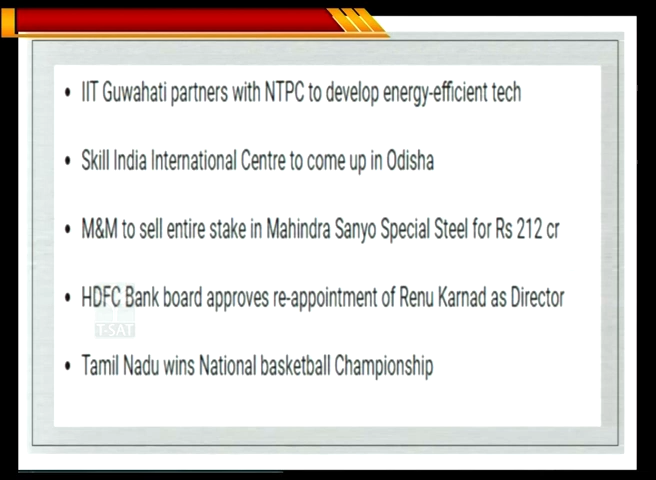 • IIT Guwahati partners with NTPC to develop energy-efficient tech
• Skill India International Centre to come up in Odisha
• M&M to sell entire stake in Mahindra Sanyo Special Steel for Rs 212 cr
• HDFC Bank board approves re-appointment of Renu Karnad as Director
T-SAT
• Tamil Nadu wins National basketball Championship